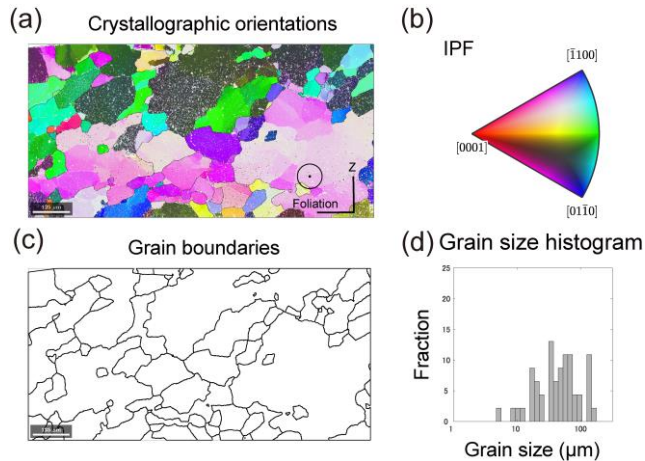 (a) Crystallographic orientations
Z
Foliation
(b) IPF
[1̅100]
[0001]
[011̅0]
(c) Grain boundaries
(d) Grain size histogram
25
20
15
10
5
0
Fraction
1 10 100
Grain size (µm)